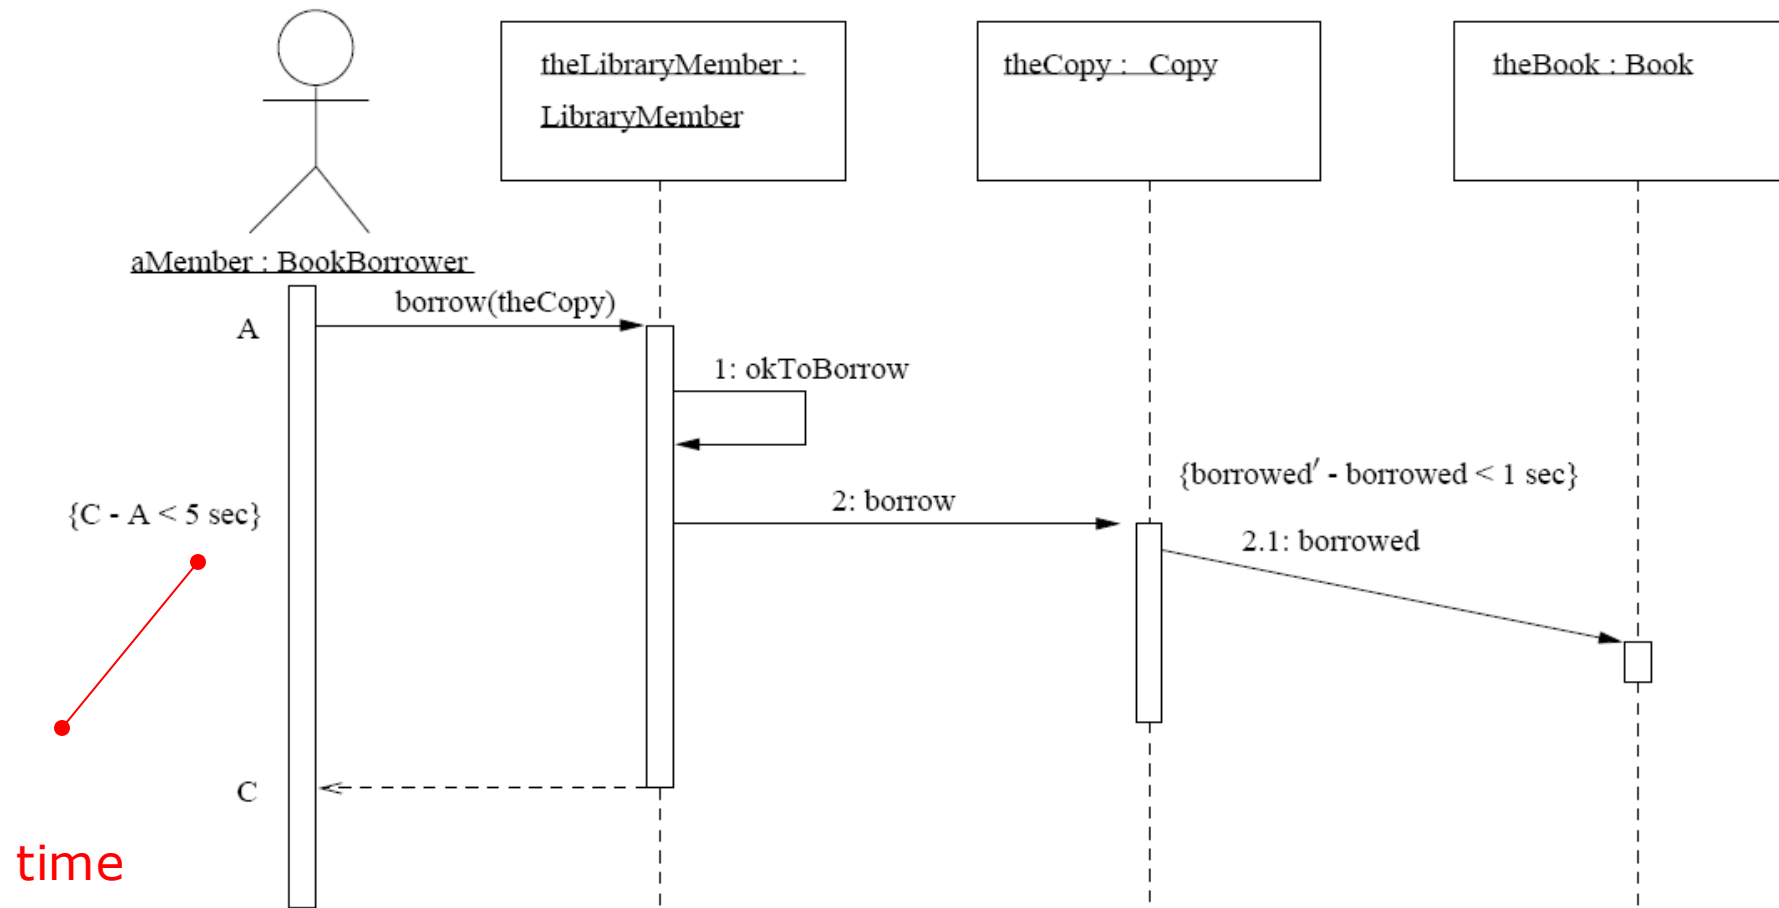 theLibraryMember :
LibraryMember
theCopy : Copy
theBook : Book
aMember : BookBorrower
borrow(theCopy)
A
1: okToBorrow
{borrowed′ - borrowed < 1 sec}
2: borrow
{C - A < 5 sec}
2.1: borrowed
C
time